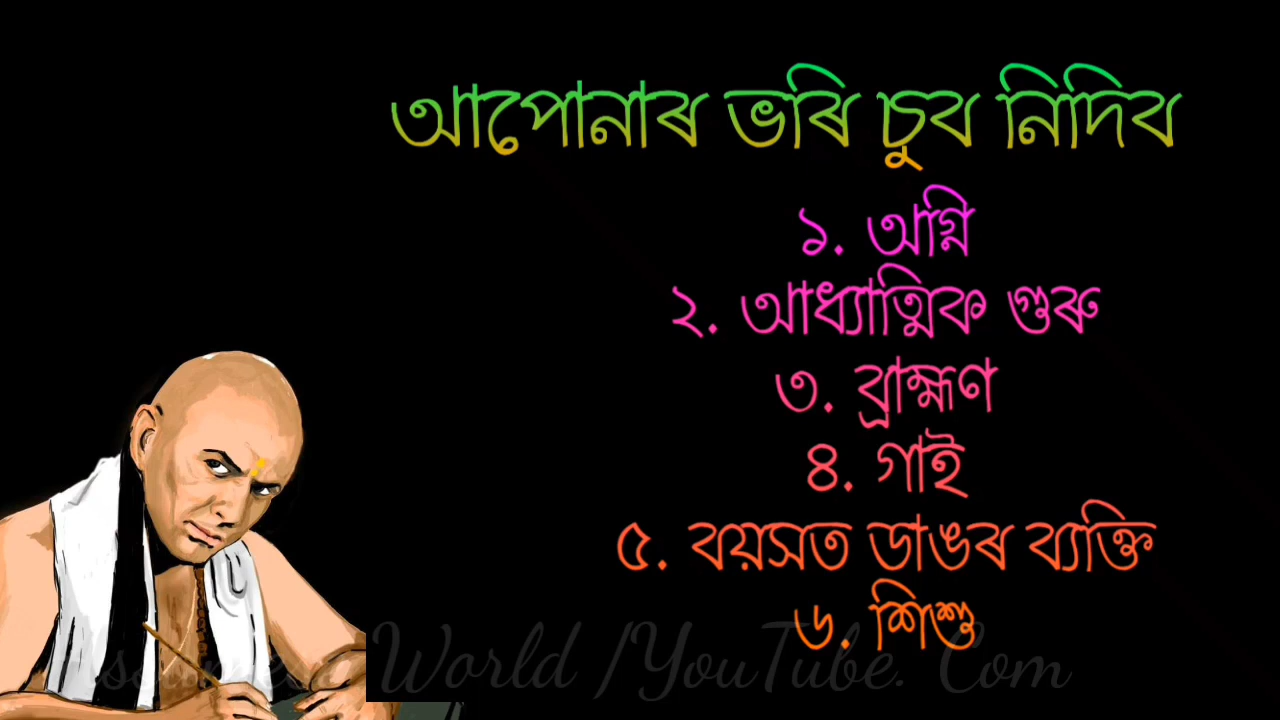 আপোনাৰ ভৰি চুব নিদিব
১. অগ্নি
২. আধ্যাত্মিক গুৰু
৩. ব্ৰাহ্মণ
৪. গাই
৫. বয়সত ডাঙৰ ব্যক্তি
৬. শিশু
World /YouTube. Com